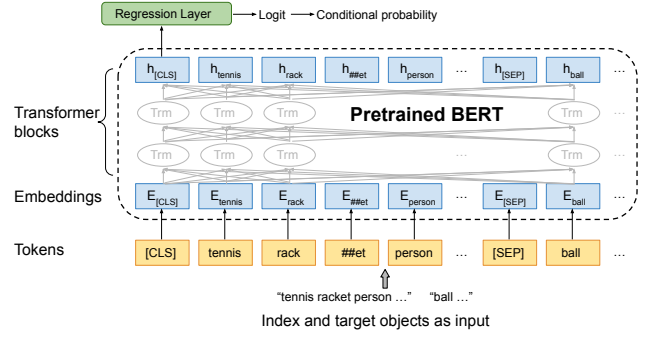 Regression Layer → Logit → Conditional probability
h[CLS] htennis hrack h##et hperson ... h[SEP] hball ...
Transformer blocks
Trm Trm Trm Pretrained BERT Trm ...
Trm Trm Trm ... Trm ...
Embeddings E[CLS] Etennis Erack E##et Eperson ... E[SEP] Eball ...
Tokens [CLS] tennis rack ##et person ... [SEP] ball ...
“tennis racket person ...” “ball ...”
Index and target objects as input